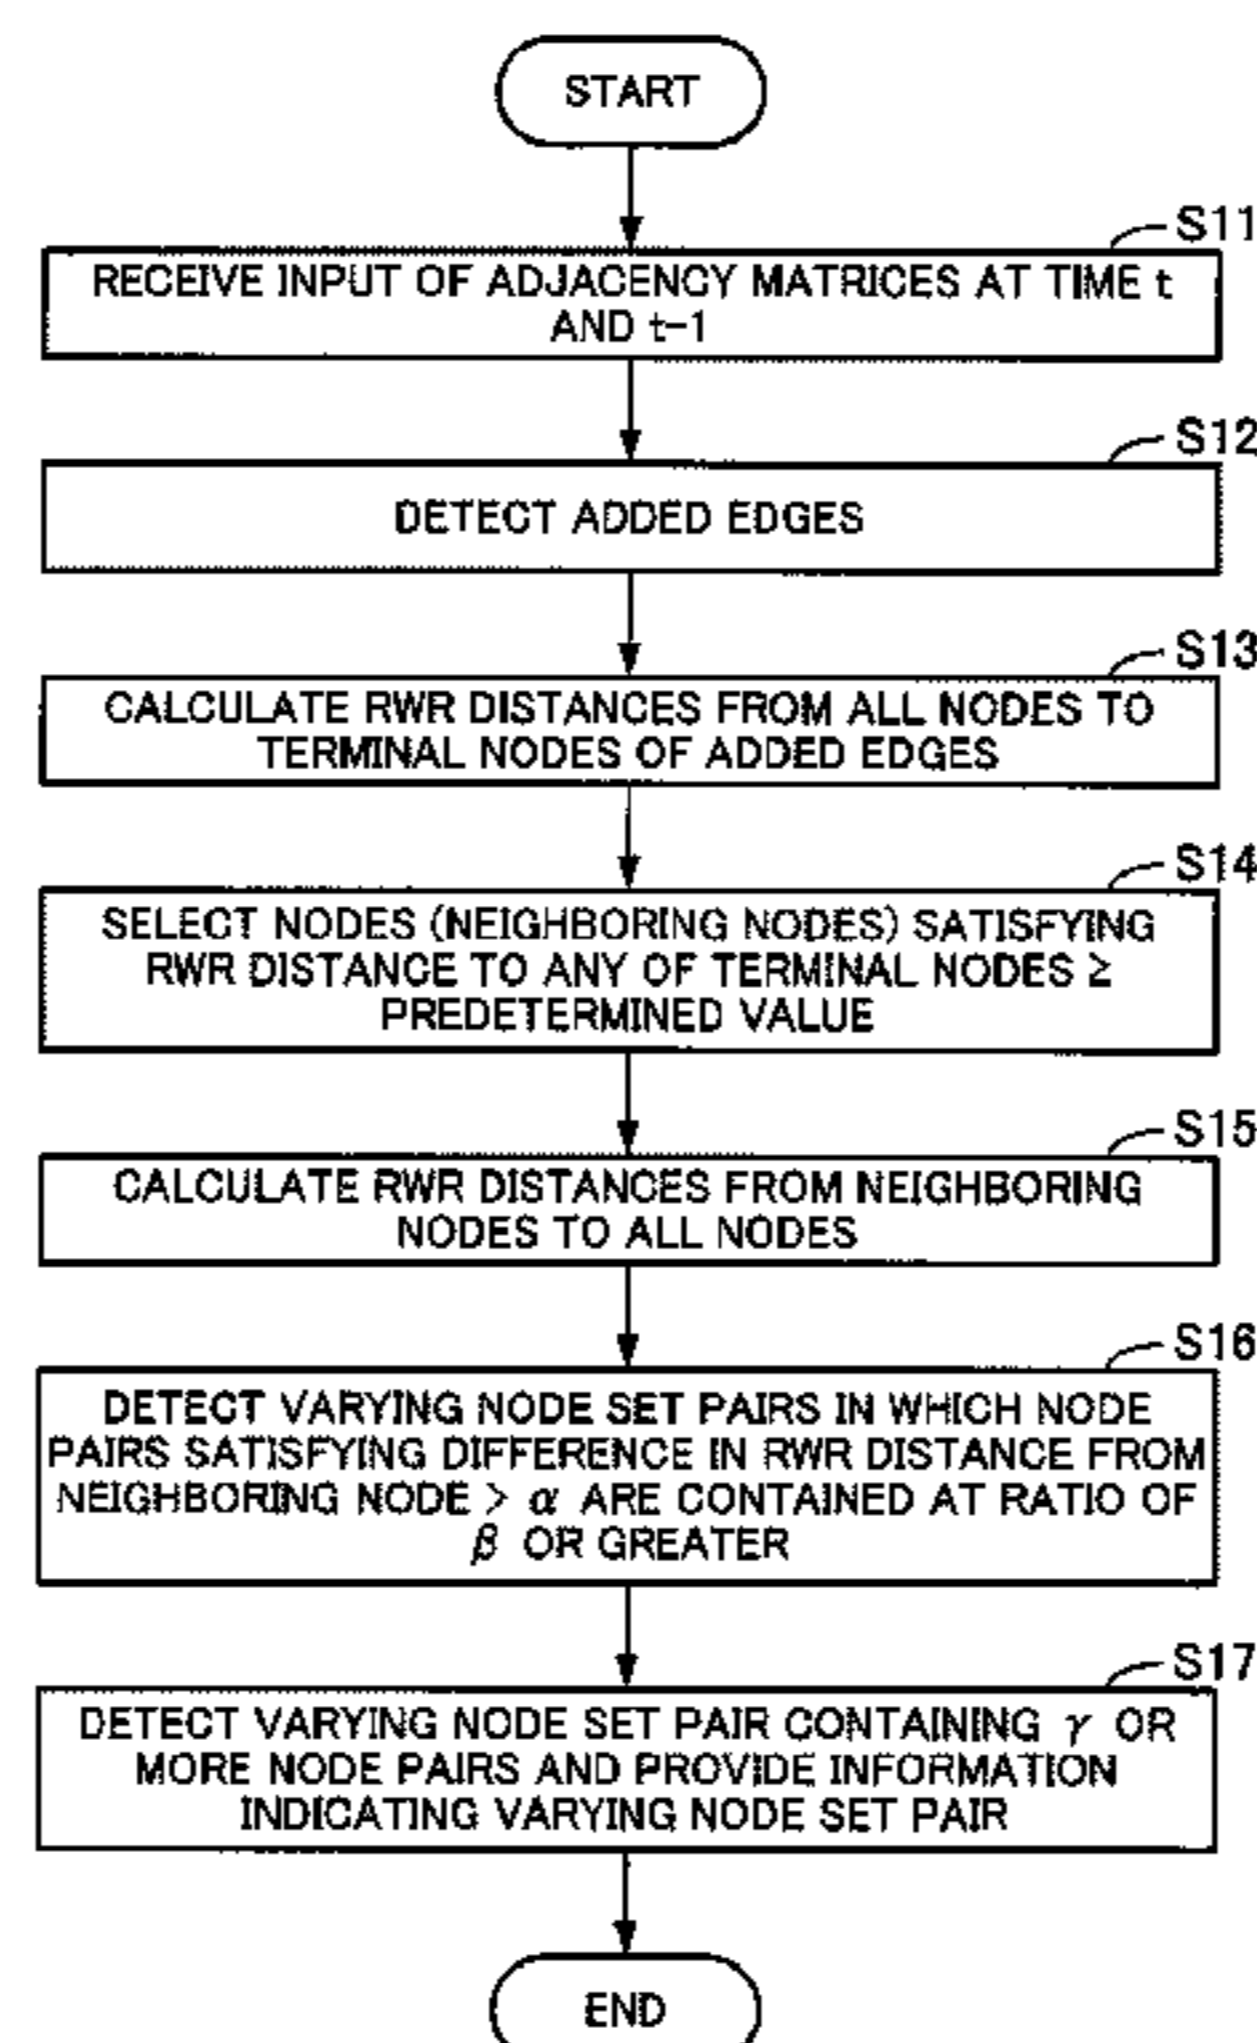 START
S11
RECEIVE INPUT OF ADJACENCY MATRICES AT TIME t
AND t-1
S12
DETECT ADDED EDGES
S13
CALCULATE RWR DISTANCES FROM ALL NODES TO
TERMINAL NODES OF ADDED EDGES
S14
SELECT NODES (NEIGHBORING NODES) SATISFYING
RWR DISTANCE TO ANY OF TERMINAL NODES ≥
PREDETERMINED VALUE
S15
CALCULATE RWR DISTANCES FROM NEIGHBORING
NODES TO ALL NODES
S16
DETECT VARYING NODE SET PAIRS IN WHICH NODE
PAIRS SATISFYING DIFFERENCE IN RWR DISTANCE FROM
NEIGHBORING NODE > α ARE CONTAINED AT RATIO OF
β OR GREATER
S17
DETECT VARYING NODE SET PAIR CONTAINING γ OR
MORE NODE PAIRS AND PROVIDE INFORMATION
INDICATING VARYING NODE SET PAIR
END